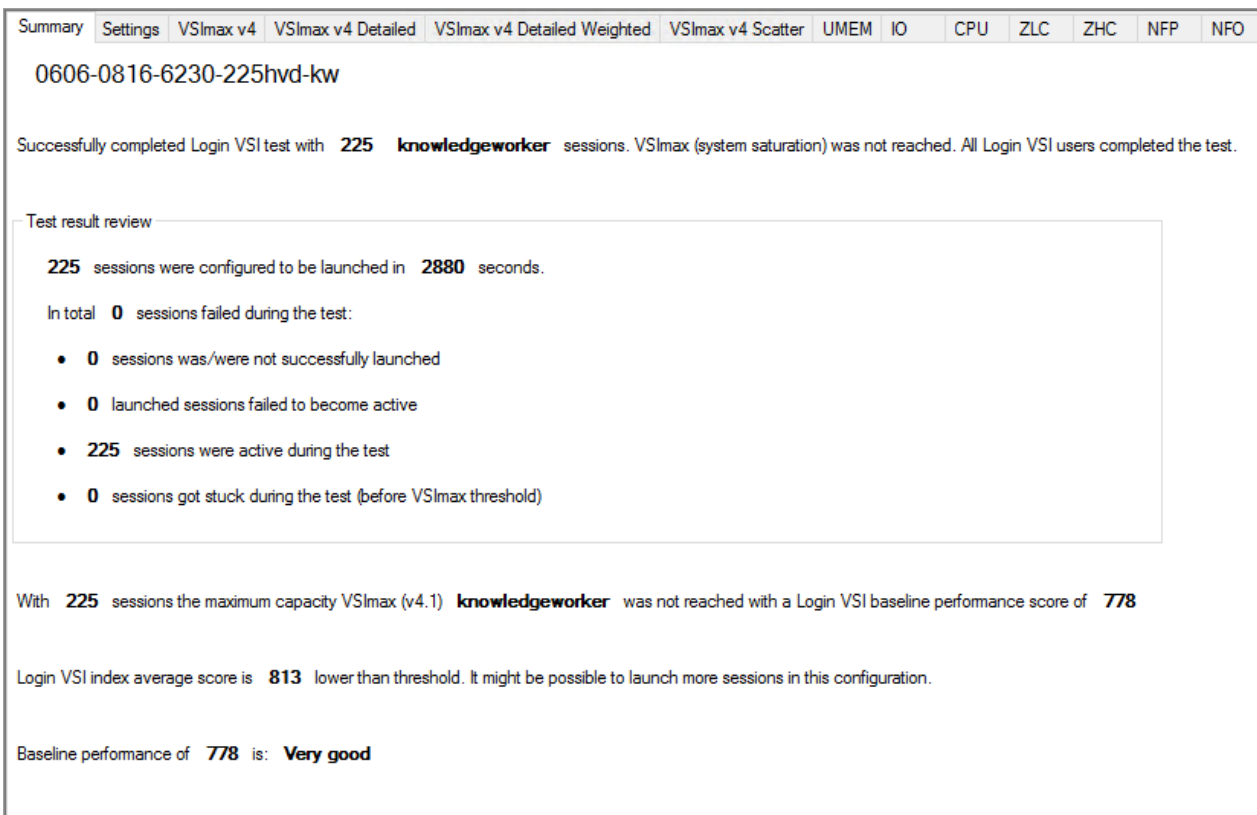 Summary Settings VSImax v4 VSImax v4 Detailed VSImax v4 Detailed Weighted VSImax v4 Scatter UMEM IO CPU ZLC ZHC NFP NFO
0606-0816-6230-225hvd-kw
Successfully completed Login VSI test with 225 knowledgeworker sessions. VSImax (system saturation) was not reached. All Login VSI users completed the test.
Test result review
225 sessions were configured to be launched in 2880 seconds.
In total 0 sessions failed during the test:
• 0 sessions was/were not successfully launched
• 0 launched sessions failed to become active
• 225 sessions were active during the test
• 0 sessions got stuck during the test (before VSImax threshold)
With 225 sessions the maximum capacity VSImax (v4.1) knowledgeworker was not reached with a Login VSI baseline performance score of 778
Login VSI index average score is 813 lower than threshold. It might be possible to launch more sessions in this configuration.
Baseline performance of 778 is: Very good